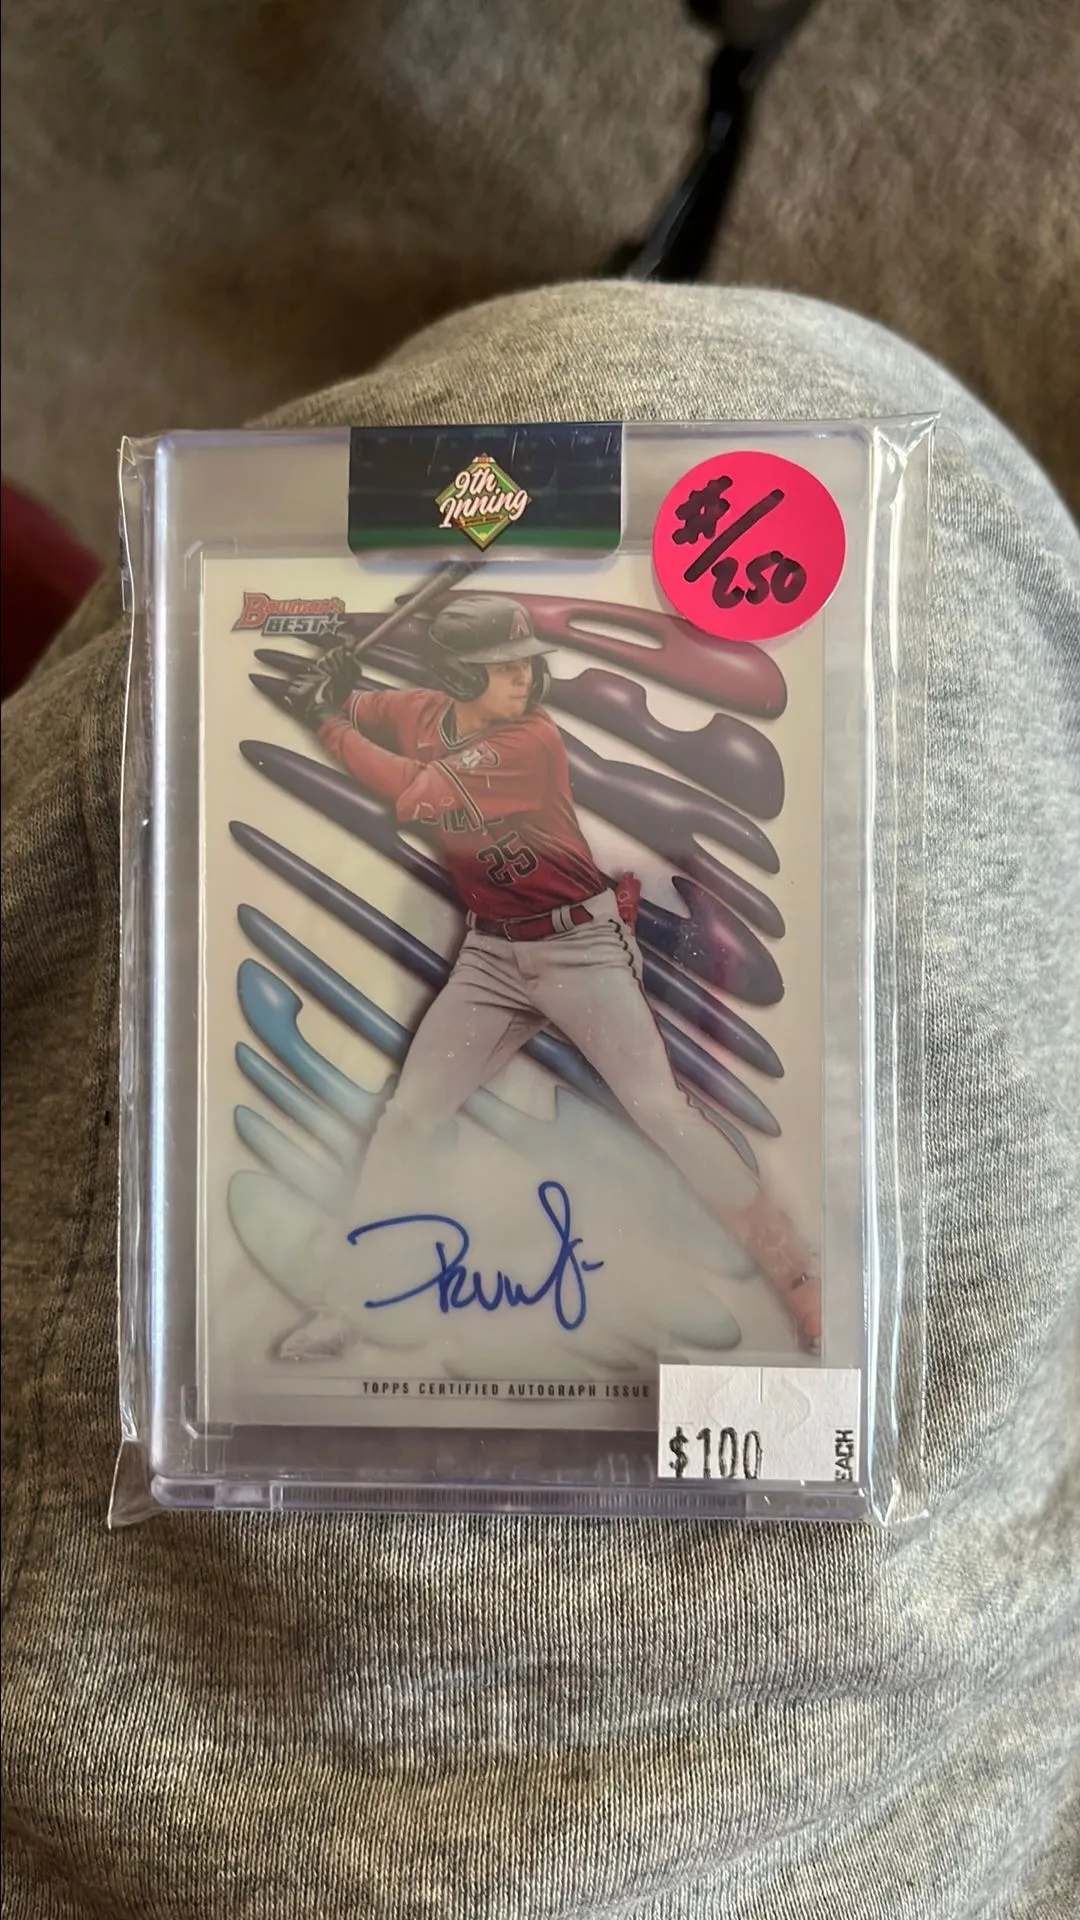 9th
Inning
#/250
Bowman's
BEST
A
25
TOPPS CERTIFIED AUTOGRAPH ISSUE
$100
EACH